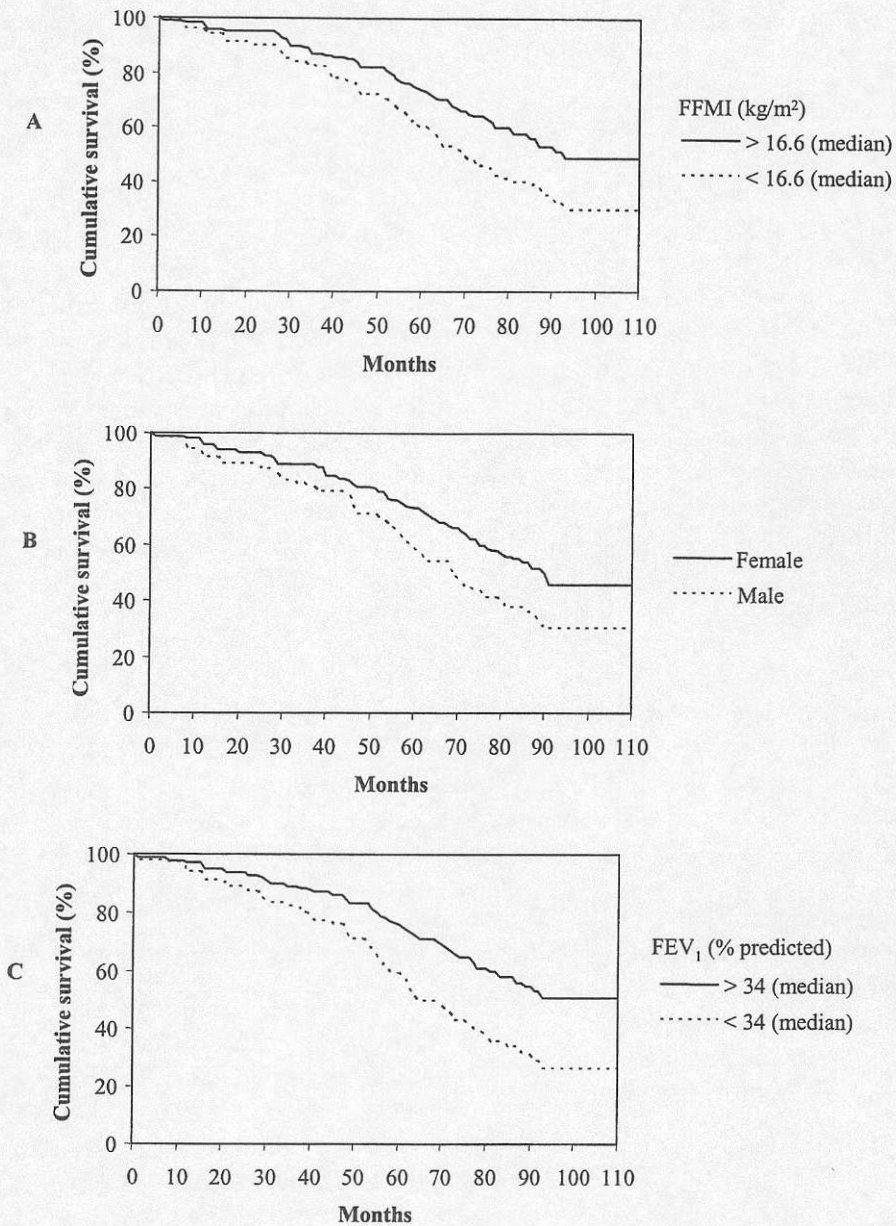 A
Cumulative survival (%)
100
80
60
40
20
0
0 10 20 30 40 50 60 70 80 90 100 110
Months
FFMI (kg/m²)
> 16.6 (median)
< 16.6 (median)
B
Cumulative survival (%)
100
80
60
40
20
0
0 10 20 30 40 50 60 70 80 90 100 110
Months
Female
Male
C
Cumulative survival (%)
100
80
60
40
20
0
0 10 20 30 40 50 60 70 80 90 100 110
Months
FEV₁ (% predicted)
> 34 (median)
< 34 (median)